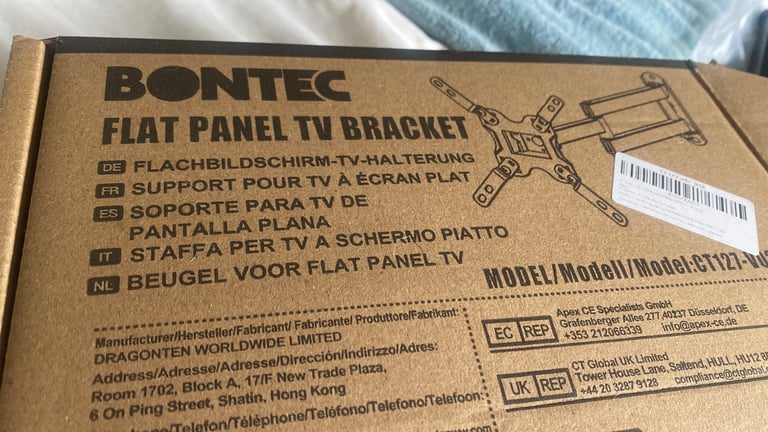 BONTEC
FLAT PANEL TV BRACKET
DE FLACHBILDSCHIRM-TV-HALTERUNG
FR SUPPORT POUR TV À ÉCRAN PLAT
ES SOPORTE PARA TV DE
PANTALLA PLANA
IT STAFFA PER TV A SCHERMO PIATTO
NL BEUGEL VOOR FLAT PANEL TV
MODEL/Modell/Model:CT127-
Manufacturer/Hersteller/Fabricant/ Fabricante/ Produttore/Fabrikant:
DRAGONTEN WORLDWIDE LIMITED
Address/Adresse/Adresse/Dirección/Indirizzo/Adres:
Room 1702, Block A, 17/F New Trade Plaza,
6 On Ping Street, Shatin, Hong Kong
/Telefon/Téléphone/Teléfono/Telefono/Telefoon:
EC REP
Apex CE Specialists GmbH
Grafenberger Allee 277 40237 Düsseldorf, DE
+353 212066339 info@apex-ce.de
UK REP
CT Global UK Limited
Tower House Lane, Saltend, HULL, HU12
+44 20 3287 9128 compliance@ctglobal.